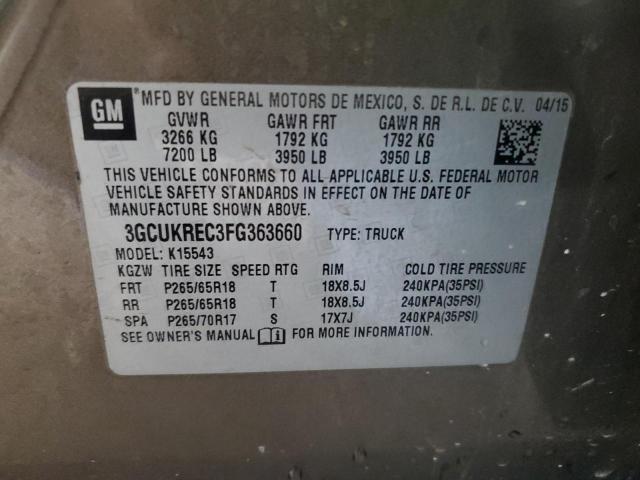 GM ®MFD BY GENERAL MOTORS DE MEXICO, S. DE R.L. DE C.V. 04/15
GVWR GAWR FRT GAWR RR
3266 KG 1792 KG 1792 KG
7200 LB 3950 LB 3950 LB
THIS VEHICLE CONFORMS TO ALL APPLICABLE U.S. FEDERAL MOTOR
VEHICLE SAFETY STANDARDS IN EFFECT ON THE DATE OF
MANUFACTURE SHOWN ABOVE.
3GCUKREC3FG363660 TYPE: TRUCK
MODEL: K15543
KGZW TIRE SIZE SPEED RTG RIM COLD TIRE PRESSURE
FRT P265/65R18 T 18X8.5J 240KPA(35PSI)
RR P265/65R18 T 18X8.5J 240KPA(35PSI)
SPA P265/70R17 S 17X7J 240KPA(35PSI)
SEE OWNER'S MANUAL FOR MORE INFORMATION.